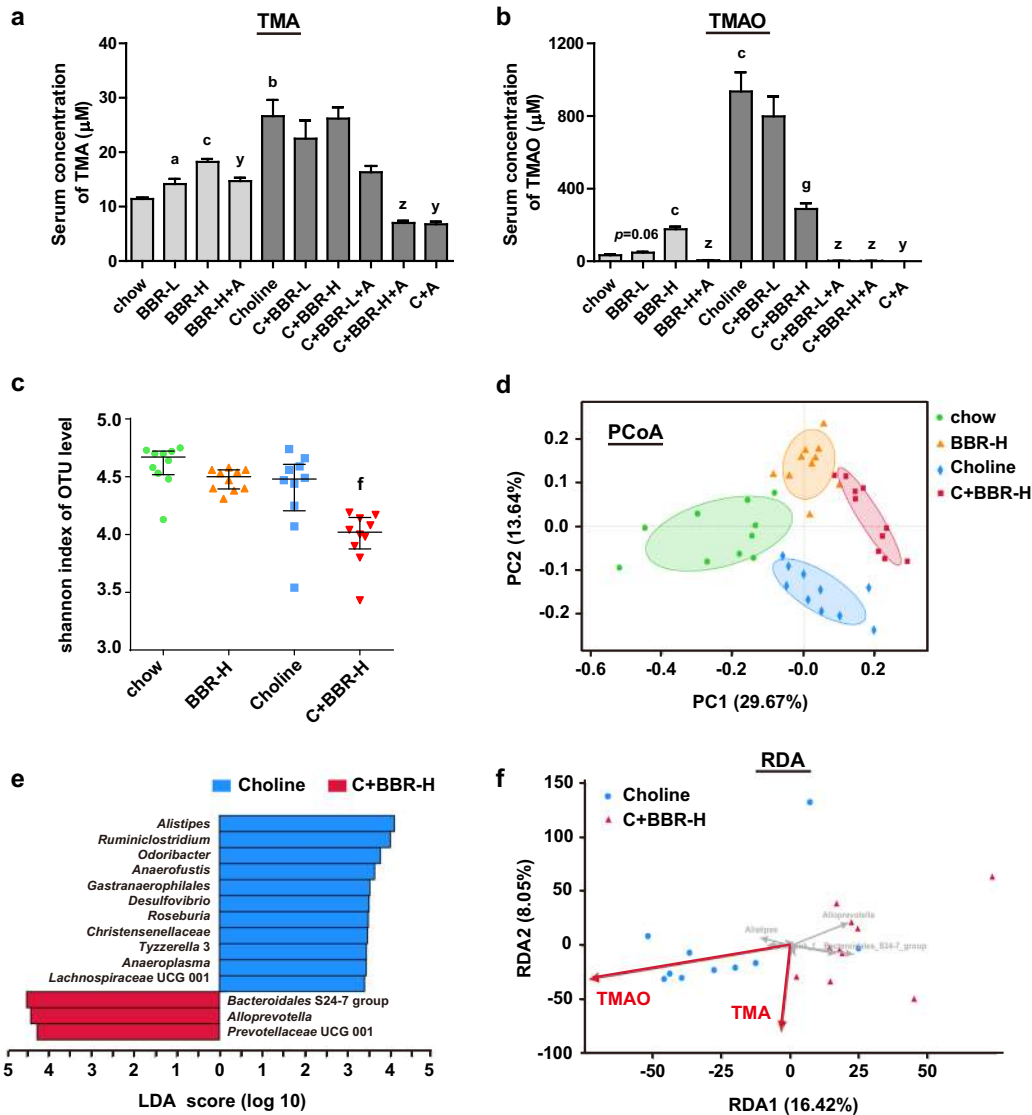 a
TMA
Serum concentration
of TMA (μM)
40
30
20
10
0
a
c
y
b
z
y
chow
BBR-L
BBR-H
BBR-H+A
Choline
C+BBR-L
C+BBR-H
C+BBR-L+A
C+BBR-H+A
C+A
b
TMAO
Serum concentration
of TMAO (μM)
1200
800
400
0
p=0.06
c
z
c
g
z
z
y
chow
BBR-L
BBR-H
BBR-H+A
Choline
C+BBR-L
C+BBR-H
C+BBR-L+A
C+BBR-H+A
C+A
c
shannon index of OTU level
5.0
4.5
4.0
3.5
3.0
f
chow
BBR-H
Choline
C+BBR-H
d
PCoA
PC2 (13.64%)
0.2
0.1
0.0
-0.1
-0.2
-0.6
-0.4
-0.2
-0.0
0.2
PC1 (29.67%)
chow
BBR-H
Choline
C+BBR-H
e
Choline
C+BBR-H
Alistipes
Ruminiclostridium
Odoribacter
Anaerofustis
Gastranaerophilales
Desulfovibrio
Roseburia
Christensenellaceae
Tyzzerella 3
Anaeroplasma
Lachnospiraceae UCG 001
Bacteroidales S24-7 group
Alloprevotella
Prevotellaceae UCG 001
5 4 3 2 1 0 1 2 3 4 5
LDA score (log 10)
f
RDA
Choline
C+BBR-H
RDA2 (8.05%)
150
100
50
0
-50
-100
Alloprevotella
Alistipes
Bacteroidales_S24-7_group
TMAO
TMA
-50
-25
0
25
50
RDA1 (16.42%)